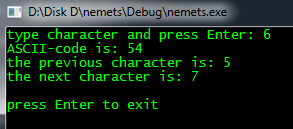 D:\Disk D\nemets\Debug\nemets.exe
type character and press Enter: 6
ASCII-code is: 54
the previous character is: 5
the next character is: 7
press Enter to exit